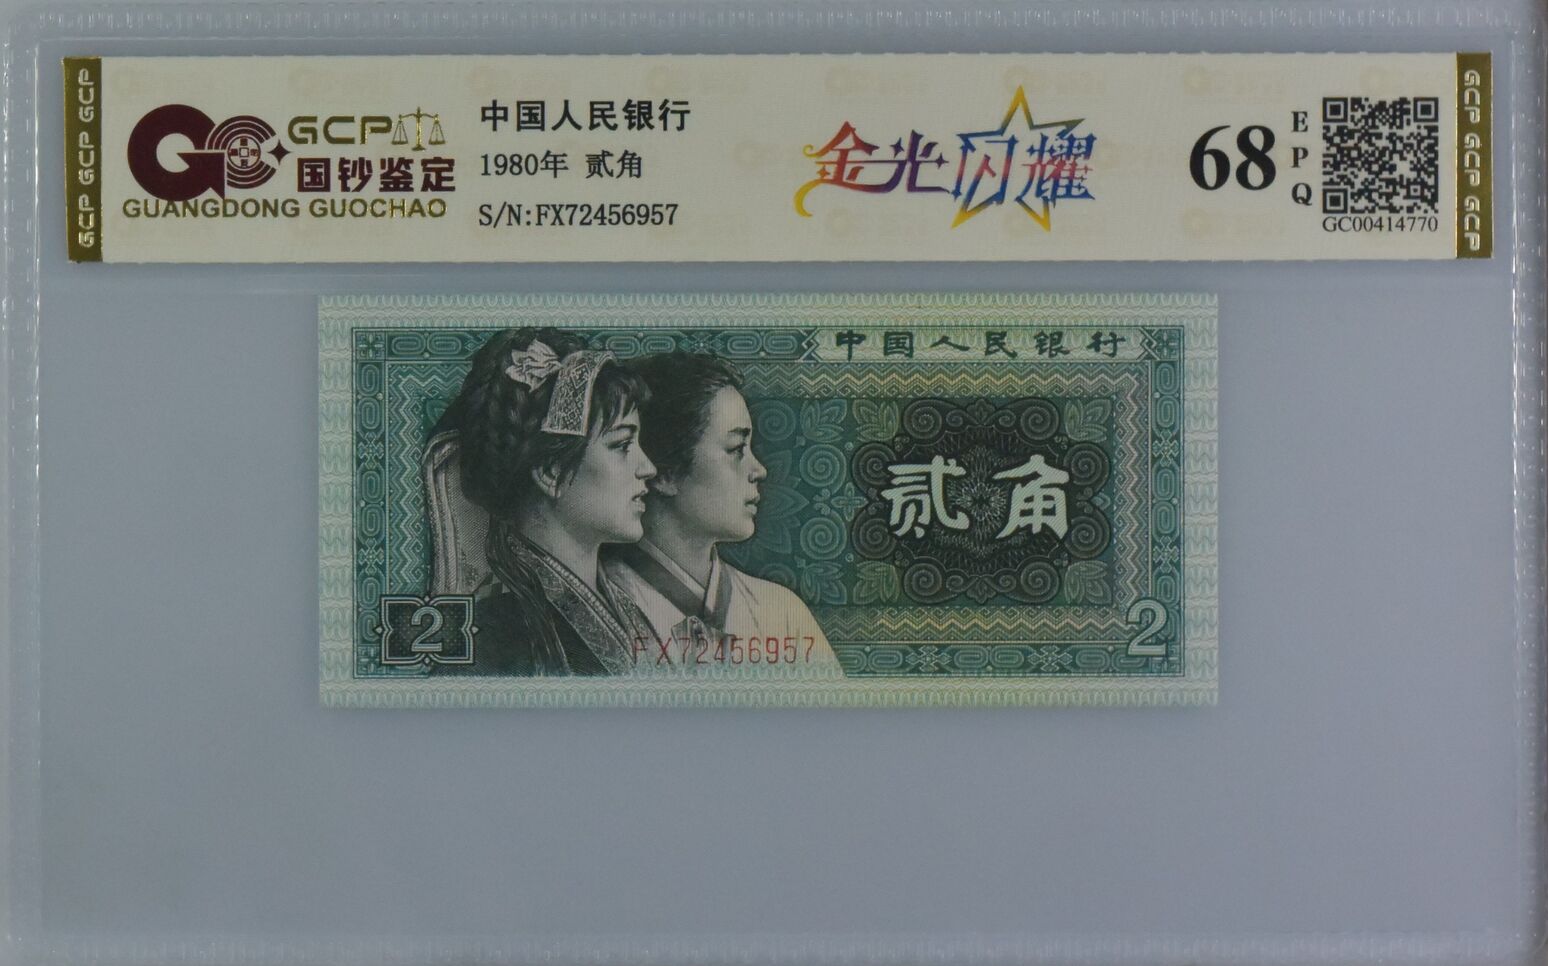 GCP GCP GCP
GC GCP
国钞鉴定
GUANGDONG GUOCHAO
中国人民银行
1980年 贰角
S/N:FX72456957
金光闪耀
68
EPQ
GC00414770
GCP GCP GCP
中国人民银行
贰角
2
2
FX72456957